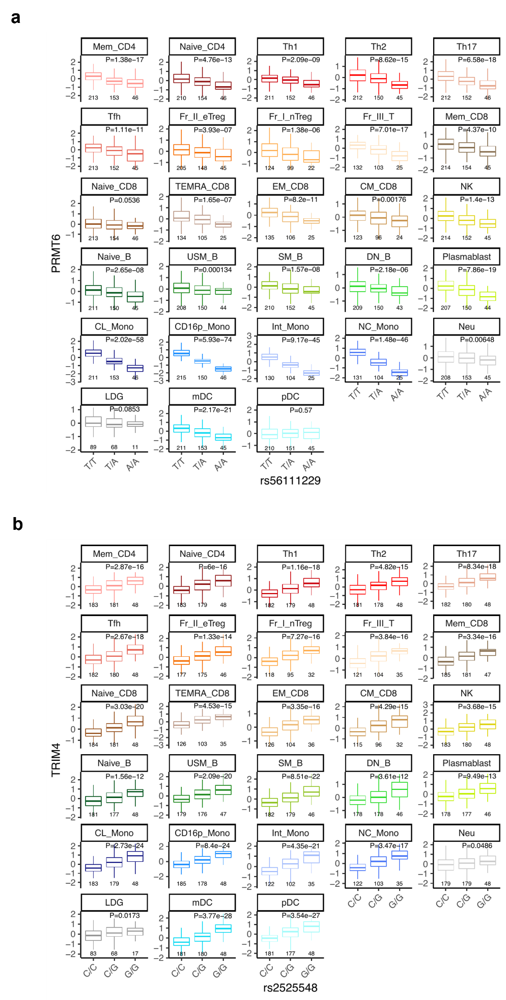 a
Mem_CD4 Naive_CD4 Th1 Th2 Th17
P=1.38e−17 P=4.76e−13 P=2.09e−09 P=8.62e−15 P=6.58e−18
213 153 46 210 154 46 211 152 46 212 150 45 212 152 46
Tfh Fr_II_eTreg Fr_I_nTreg Fr_III_T Mem_CD8
P=1.11e−11 P=3.93e−07 P=1.38e−06 P=7.01e−17 P=4.37e−10
213 152 45 205 148 45 124 99 22 132 103 25 214 154 45
Naive_CD8 TEMRA_CD8 EM_CD8 CM_CD8 NK
P=0.0536 P=1.65e−07 P=8.2e−11 P=0.00176 P=1.4e−13
213 154 46 134 105 25 135 106 25 123 96 24 214 152 45
PRMT6
Naive_B USM_B SM_B DN_B Plasmablast
P=2.65e−08 P=0.000134 P=1.57e−08 P=2.18e−06 P=7.86e−19
211 150 45 208 150 44 210 152 45 209 150 43 207 150 44
CL_Mono CD16p_Mono Int_Mono NC_Mono Neu
P=2.02e−58 P=5.93e−74 P=9.17e−45 P=1.48e−46 P=0.00648
211 153 46 215 150 46 130 104 25 131 104 25 208 153 45
T/T T/A A/A T/T T/A A/A
LDG mDC pDC
P=0.0853 P=2.17e−21 P=0.57
89 68 11 211 153 45 210 151 45
T/T T/A A/A T/T T/A A/A T/T T/A A/A
rs56111229
b
Mem_CD4 Naive_CD4 Th1 Th2 Th17
P=2.87e−16 P=6e−16 P=1.16e−18 P=4.82e−15 P=8.34e−18
183 181 48 183 179 48 182 179 48 181 178 48 182 180 48
Tfh Fr_II_eTreg Fr_I_nTreg Fr_III_T Mem_CD8
P=2.67e−18 P=1.33e−14 P=7.27e−16 P=3.84e−16 P=3.34e−16
182 180 48 177 175 46 118 95 32 121 104 35 185 181 47
Naive_CD8 TEMRA_CD8 EM_CD8 CM_CD8 NK
P=3.03e−20 P=4.53e−15 P=3.35e−16 P=4.29e−15 P=3.68e−15
184 181 48 126 103 35 126 104 36 115 96 32 183 180 48
TRIM4
Naive_B USM_B SM_B DN_B Plasmablast
P=1.56e−12 P=2.09e−20 P=8.51e−22 P=3.61e−12 P=9.49e−13
181 177 48 179 176 47 182 179 46 178 178 46 178 177 46
CL_Mono CD16p_Mono Int_Mono NC_Mono Neu
P=2.73e−24 P=8.4e−24 P=4.35e−21 P=3.47e−17 P=0.0486
183 179 48 185 178 48 122 102 35 122 103 35 179 179 48
C/C C/G G/G C/C C/G G/G
LDG mDC pDC
P=0.0173 P=3.77e−28 P=3.54e−27
83 68 17 181 180 48 181 177 48
C/C C/G G/G C/C C/G G/G C/C C/G G/G
rs2525548